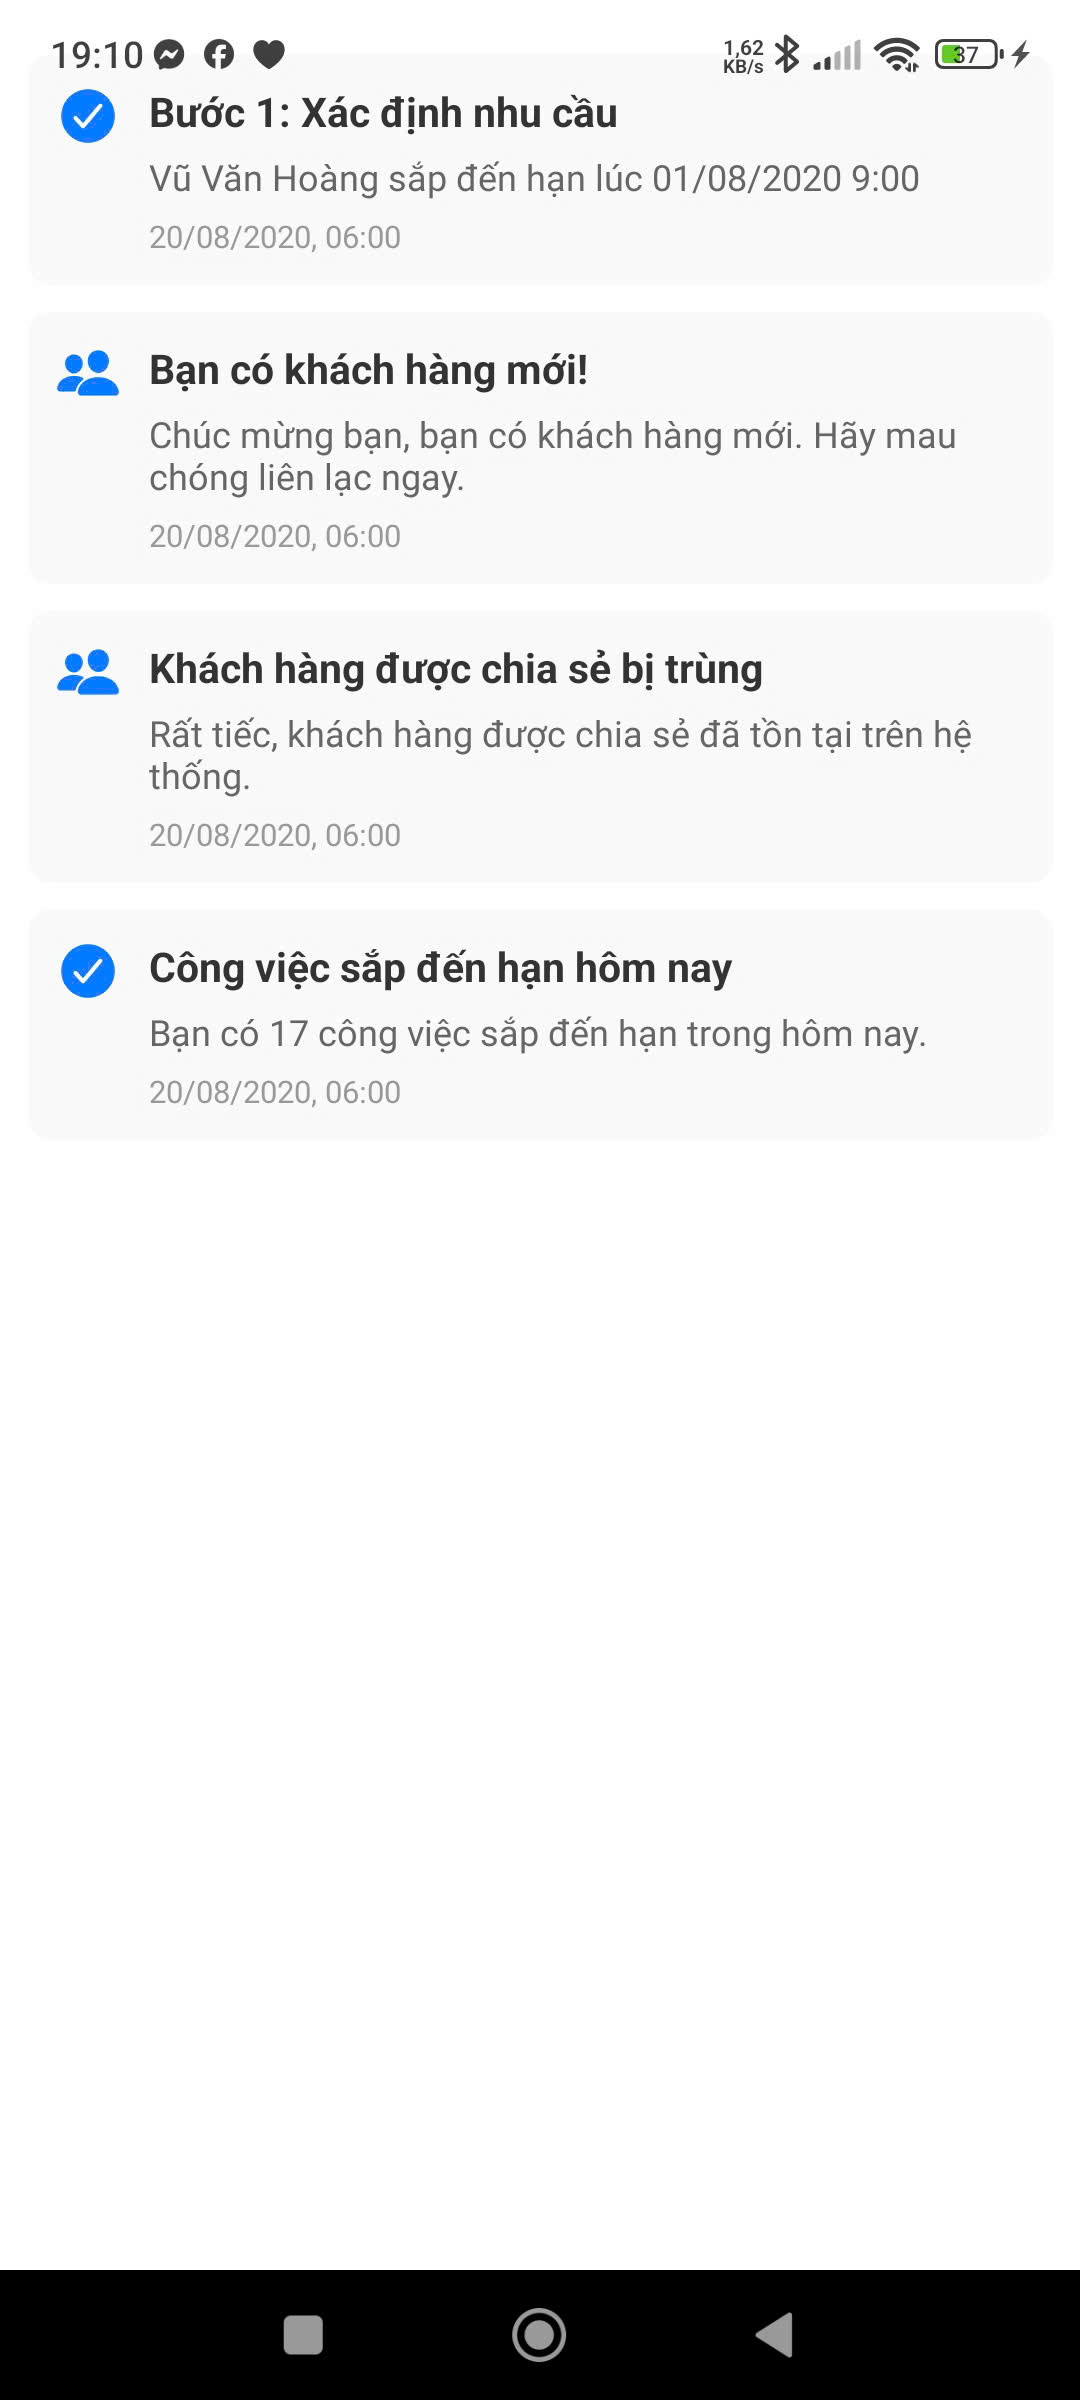 19:10
1,62
KB/s
37
Bước 1: Xác định nhu cầu
Vũ Văn Hoàng sắp đến hạn lúc 01/08/2020 9:00
20/08/2020, 06:00
Bạn có khách hàng mới!
Chúc mừng bạn, bạn có khách hàng mới. Hãy mau
chóng liên lạc ngay.
20/08/2020, 06:00
Khách hàng được chia sẻ bị trùng
Rất tiếc, khách hàng được chia sẻ đã tồn tại trên hệ
thống.
20/08/2020, 06:00
Công việc sắp đến hạn hôm nay
Bạn có 17 công việc sắp đến hạn trong hôm nay.
20/08/2020, 06:00